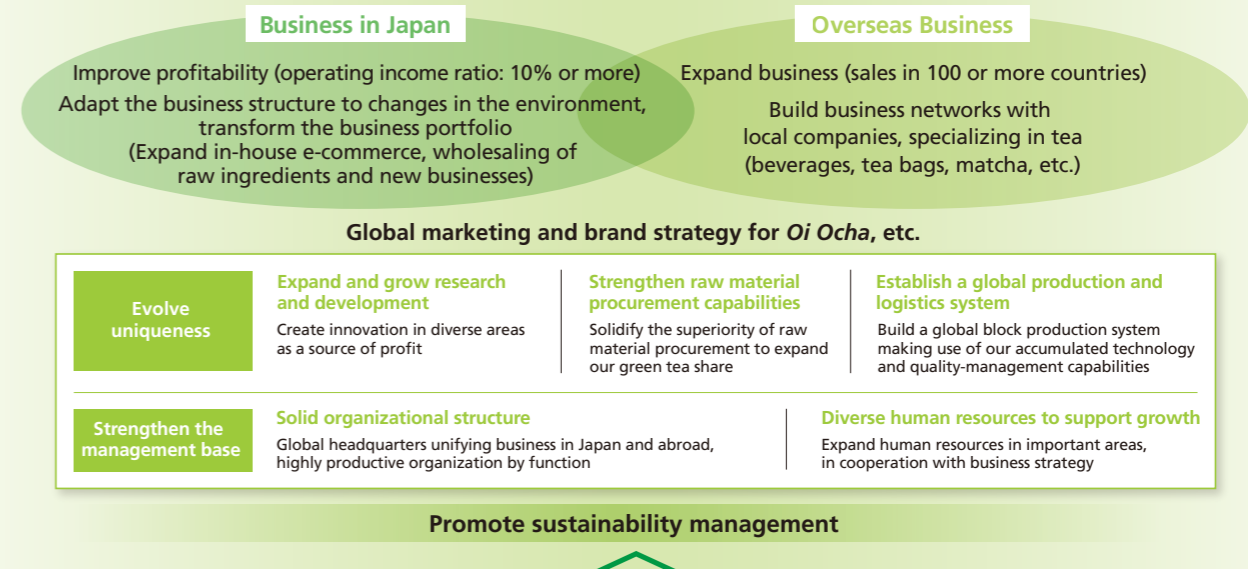 Business in Japan
Improve profitability (operating income ratio: 10% or more)
Adapt the business structure to changes in the environment,
transform the business portfolio
(Expand in-house e-commerce, wholesaling of
raw ingredients and new businesses)
Overseas Business
Expand business (sales in 100 or more countries)
Build business networks with
local companies, specializing in tea
(beverages, tea bags, matcha, etc.)
Global marketing and brand strategy for Oi Ocha, etc.
Evolve
uniqueness
Expand and grow research
and development
Create innovation in diverse areas
as a source of profit
Strengthen raw material
procurement capabilities
Solidify the superiority of raw
material procurement to expand
our green tea share
Establish a global production and
logistics system
Build a global block production system
making use of our accumulated technology
and quality-management capabilities
Strengthen the
management base
Solid organizational structure
Global headquarters unifying business in Japan and abroad,
highly productive organization by function
Diverse human resources to support growth
Expand human resources in important areas,
in cooperation with business strategy
Promote sustainability management